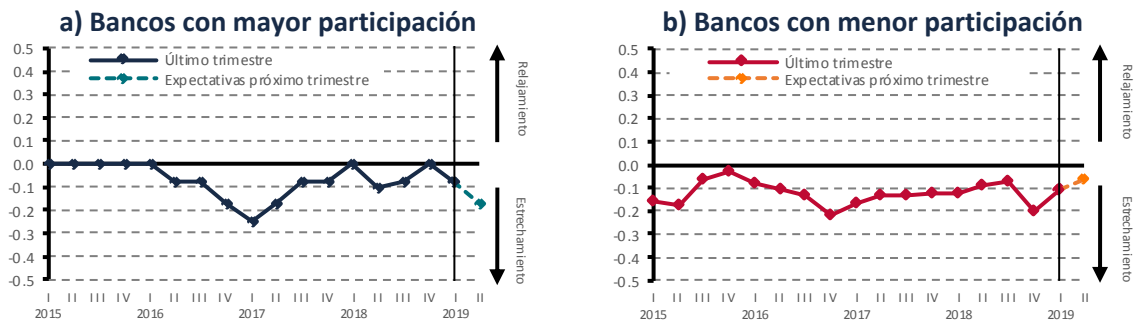 a) Bancos con mayor participación
0.5
0.4
0.3
0.2
0.1
0.0
-0.1
-0.2
-0.3
-0.4
-0.5
Último trimestre
Expectativas próximo trimestre
Relajamiento
Estrechamiento
I II III IV I II III IV I II III IV I II III IV I II
2015 2016 2017 2018 2019
b) Bancos con menor participación
0.5
0.4
0.3
0.2
0.1
0.0
-0.1
-0.2
-0.3
-0.4
-0.5
Último trimestre
Expectativas próximo trimestre
Relajamiento
Estrechamiento
I II III IV I II III IV I II III IV I II III IV I II
2015 2016 2017 2018 2019